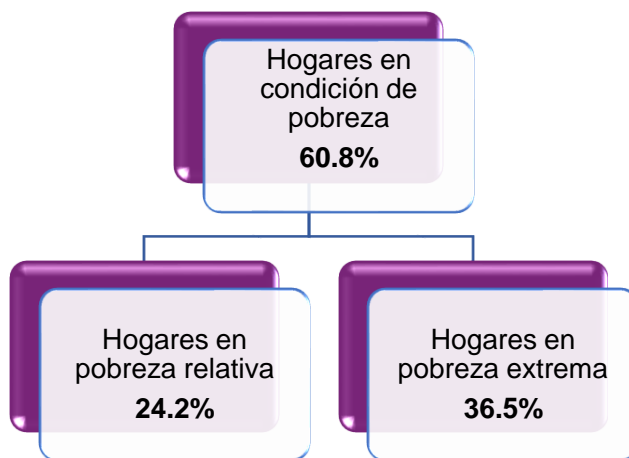 Hogares en
condición de
pobreza
60.8%
Hogares en
pobreza relativa
24.2%
Hogares en
pobreza extrema
36.5%